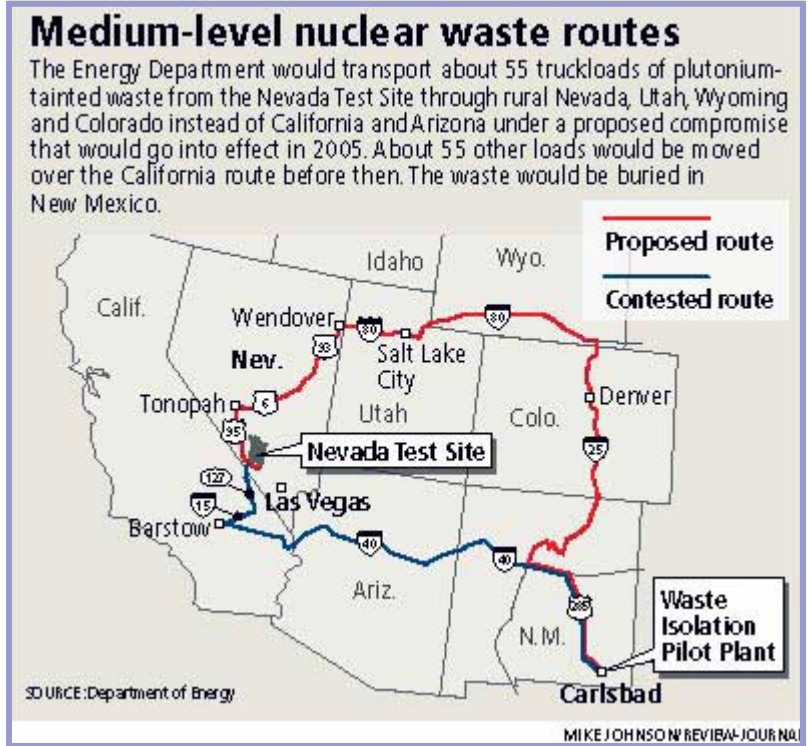 Medium-level nuclear waste routes
The Energy Department would transport about 55 truckloads of plutonium-
tainted waste from the Nevada Test Site through rural Nevada, Utah, Wyoming
and Colorado instead of California and Arizona under a proposed compromise
that would go into effect in 2005. About 55 other loads would be moved
over the California route before then. The waste would be buried in
New Mexico.
Proposed route
Contested route
Idaho
Wyo.
Calif.
Wendover
80
80
93
Salt Lake
City
Nev.
Tonopah
6
Utah
Colo.
Denver
95
25
Nevada Test Site
127
Las Vegas
15
Barstow
40
40
Ariz.
285
N.M.
Waste
Isolation
Pilot Plant
Carlsbad
SOURCE: Department of Energy
MIKE JOHNSON/REVIEW-JOURNAL